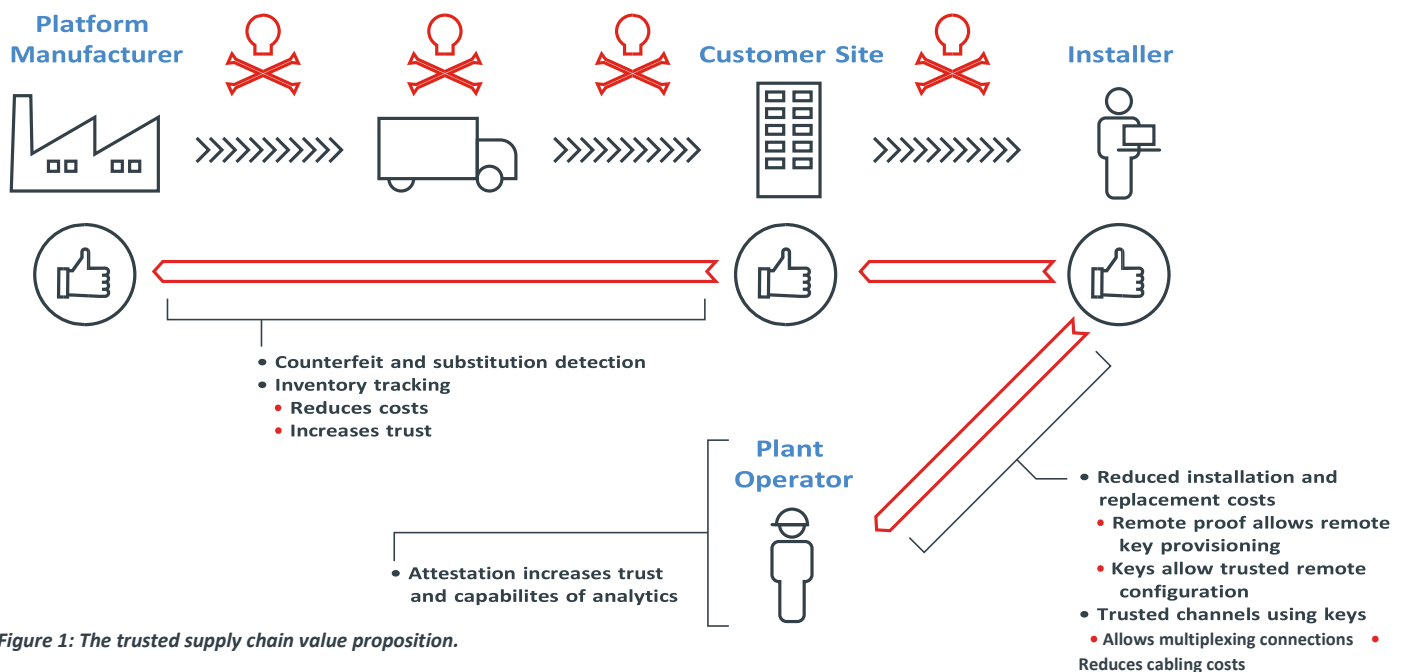 Platform
Manufacturer
Customer Site
Installer
• Counterfeit and substitution detection
• Inventory tracking
• Reduces costs
• Increases trust
Plant
Operator
• Attestation increases trust
and capabilites of analytics
• Reduced installation and
replacement costs
• Remote proof allows remote
key provisioning
• Keys allow trusted remote
configuration
• Trusted channels using keys
• Allows multiplexing connections •
Reduces cabling costs
Figure 1: The trusted supply chain value proposition.